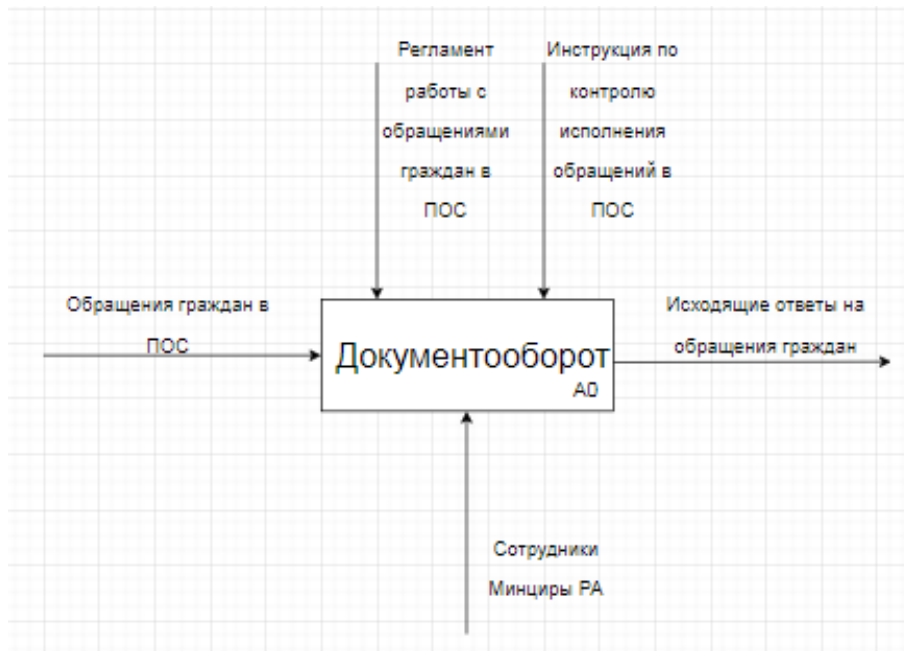 Регламент
работы с
обращениями
граждан в
ПОС
Инструкция по
контролю
исполнения
обращений в
ПОС
Обращения граждан в
ПОС
Документооборот
А0
Исходящие ответы на
обращения граждан
Сотрудники
Минциры РА